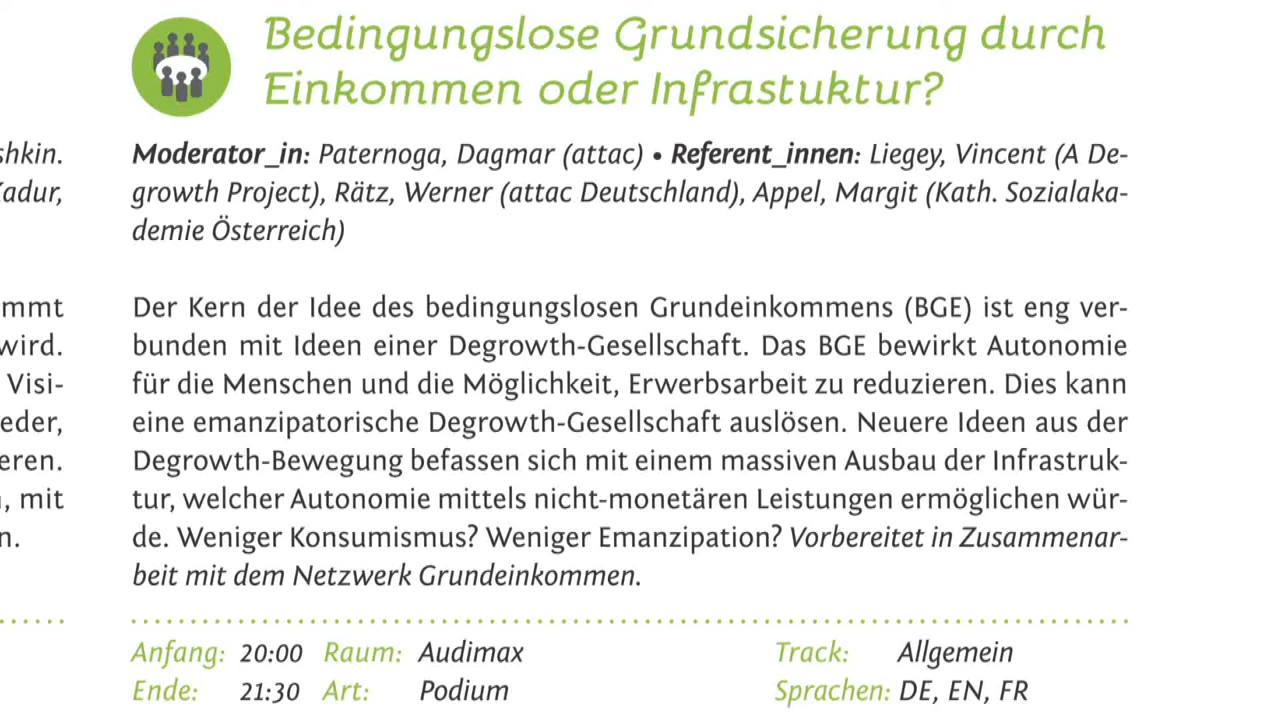 Bedingungslose Grundsicherung durch
Einkommen oder Infrastuktur?
Moderator_in: Paternoga, Dagmar (attac) • Referent_innen: Liegey, Vincent (A De-
growth Project), Rätz, Werner (attac Deutschland), Appel, Margit (Kath. Sozialaka-
demie Österreich)
Der Kern der Idee des bedingungslosen Grundeinkommens (BGE) ist eng ver-
bunden mit Ideen einer Degrowth-Gesellschaft. Das BGE bewirkt Autonomie
für die Menschen und die Möglichkeit, Erwerbsarbeit zu reduzieren. Dies kann
eine emanzipatorische Degrowth-Gesellschaft auslösen. Neuere Ideen aus der
Degrowth-Bewegung befassen sich mit einem massiven Ausbau der Infrastruk-
tur, welcher Autonomie mittels nicht-monetären Leistungen ermöglichen wür-
de. Weniger Konsumismus? Weniger Emanzipation? Vorbereitet in Zusammenar-
beit mit dem Netzwerk Grundeinkommen.
Anfang: 20:00 Raum: Audimax Track: Allgemein
Ende: 21:30 Art: Podium Sprachen: DE, EN, FR
wird.
Visi-
mit